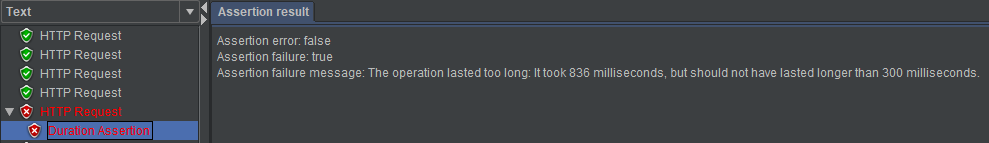 Text
HTTP Request
HTTP Request
HTTP Request
HTTP Request
HTTP Request
Duration Assertion
Assertion result
Assertion error: false
Assertion failure: true
Assertion failure message: The operation lasted too long: It took 836 milliseconds, but should not have lasted longer than 300 milliseconds.